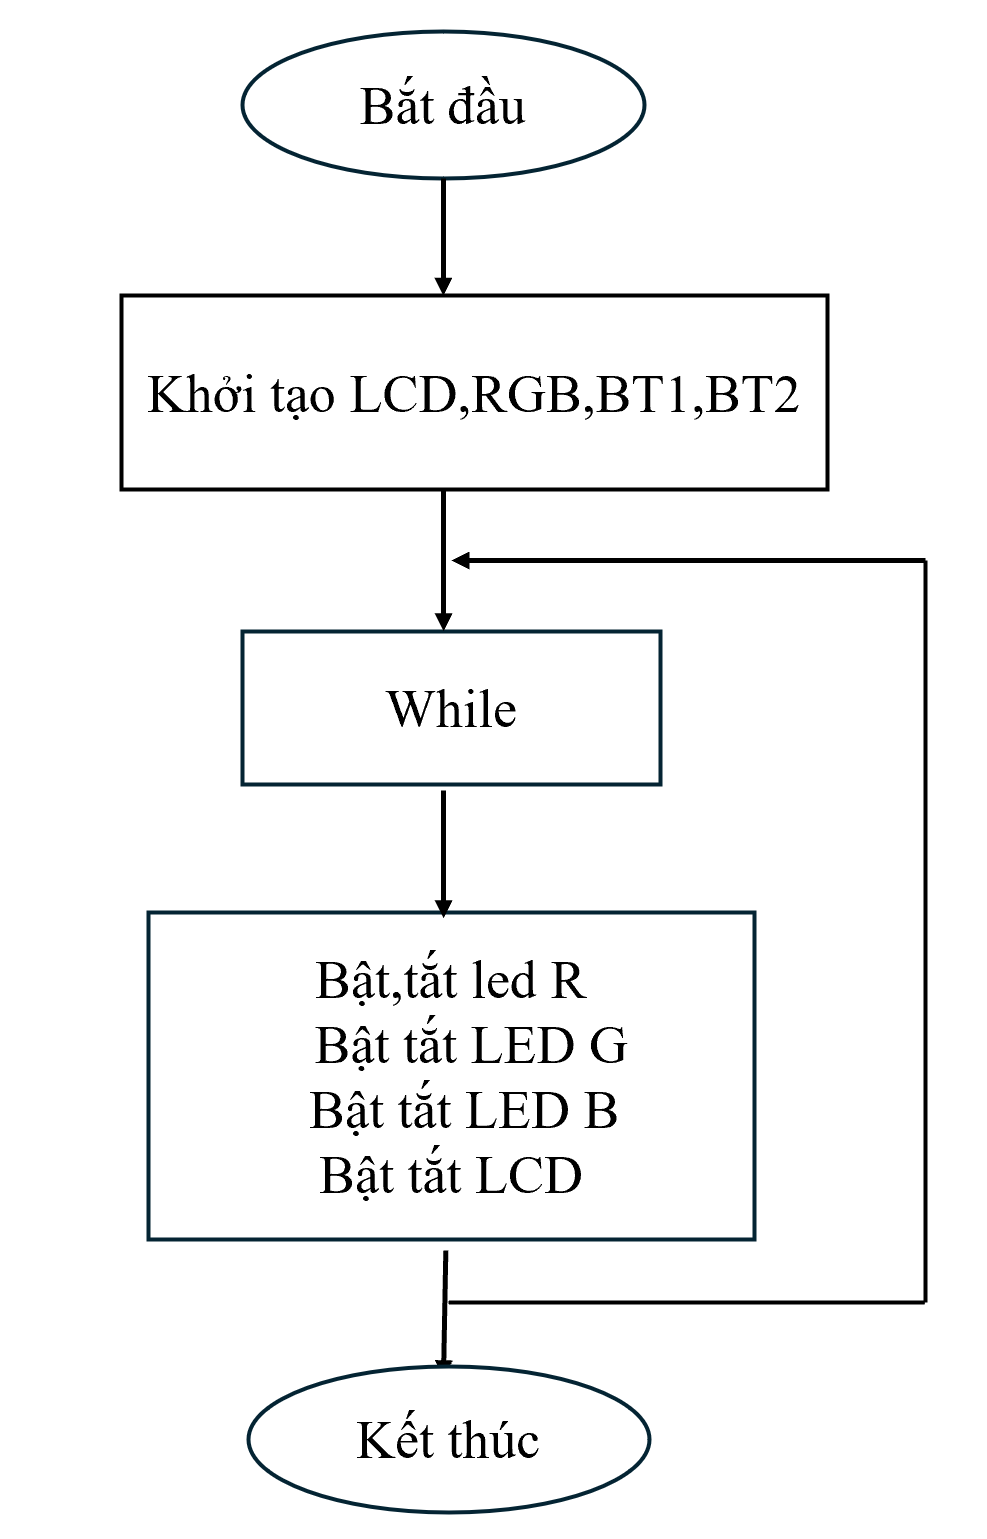 Bắt đầu
Khởi tạo LCD,RGB,BT1,BT2
While
Bật,tắt led R
Bật tắt LED G
Bật tắt LED B
Bật tắt LCD
Kết thúc